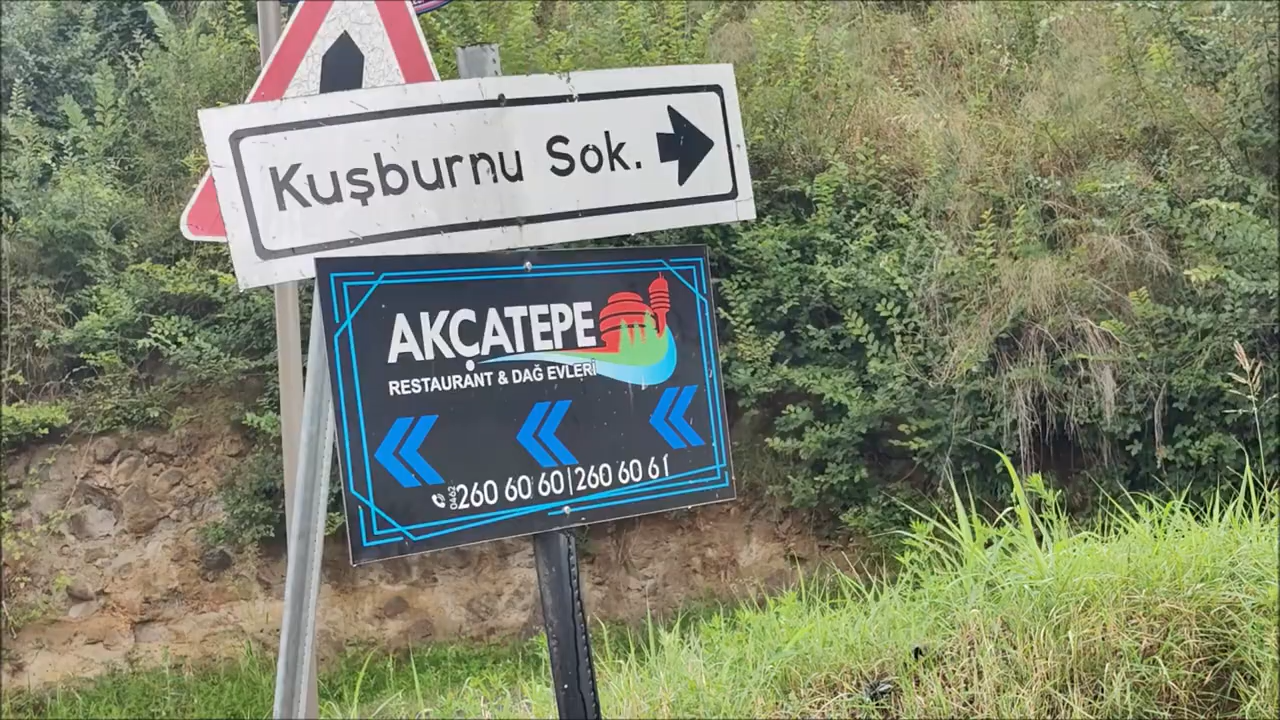 Kuşburnu Sok.
AKÇATEPE
RESTAURANT & DAĞ EVLERİ
0462 260 60 60 | 260 60 61